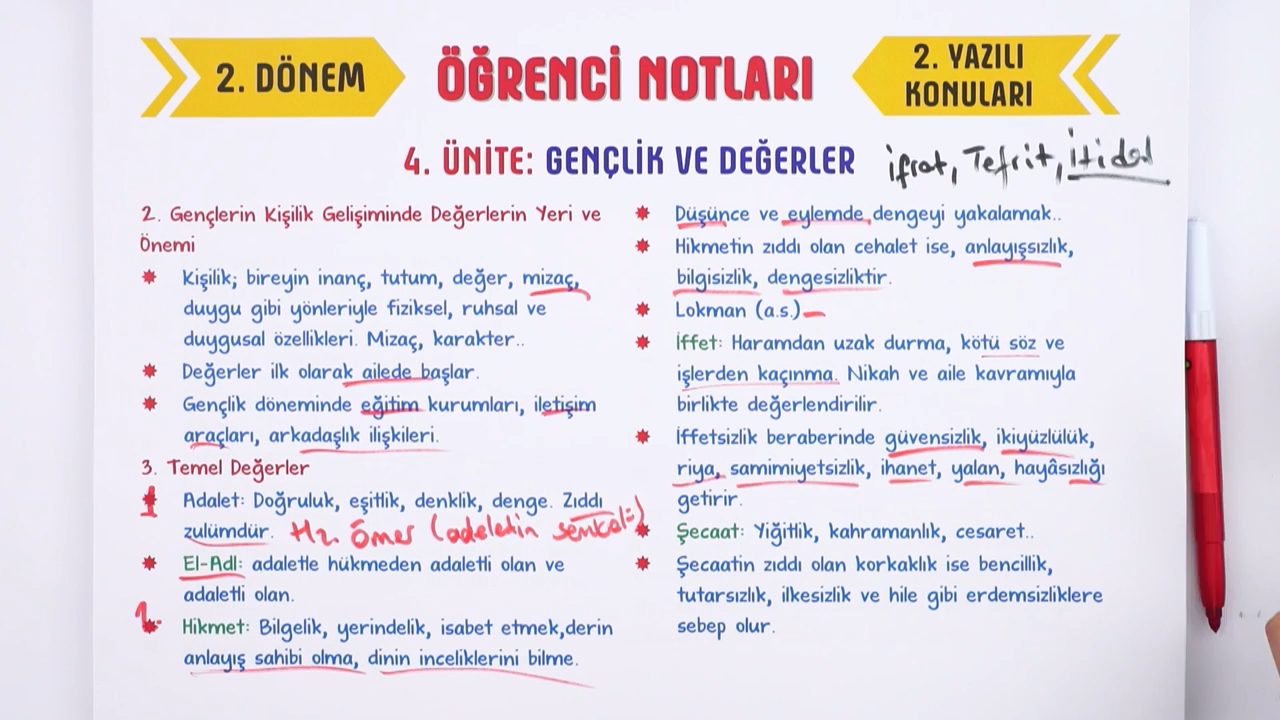 2. DÖNEM
ÖĞRENCİ NOTLARI
2. YAZILI
KONULARI
4. ÜNİTE: GENÇLİK VE DEĞERLER
ifrat, Tefrit, İtidal
2. Gençlerin Kişilik Gelişiminde Değerlerin Yeri ve
Önemi
Kişilik; bireyin inanç, tutum, değer, mizaç,
duygu gibi yönleriyle fiziksel, ruhsal ve
duygusal özellikleri. Mizaç, karakter..
Değerler ilk olarak ailede başlar.
Gençlik döneminde eğitim kurumları, iletişim
araçları, arkadaşlık ilişkileri.
3. Temel Değerler
1 Adalet: Doğruluk, eşitlik, denklik, denge. Zıddı
zulümdür. Hz. Ömer (adeletin
El-Adl: adaletle hükmeden adaletli olan ve
adaletli olan.
2. Hikmet: Bilgelik, yerindelik, isabet etmek,derin
anlayış sahibi olma, dinin inceliklerini bilme.
Düşünce ve eylemde dengeyi yakalamak..
Hikmetin zıddı olan cehalet ise, anlayışsızlık,
bilgisizlik, dengesizliktir.
Lokman (a.s.)
İffet: Haramdan uzak durma, kötü söz ve
işlerden kaçınma. Nikah ve aile kavramıyla
birlikte değerlendirilir.
İffetsizlik beraberinde güvensizlik, ikiyüzlülük,
riya, samimiyetsizlik, ihanet, yalan, hayâsızlığı
getirir.
Şecaat: Yiğitlik, kahramanlık, cesaret..
Şecaatin zıddı olan korkaklık ise bencillik,
tutarsızlık, ilkesizlik ve hile gibi erdemsizliklere
sebep olur.